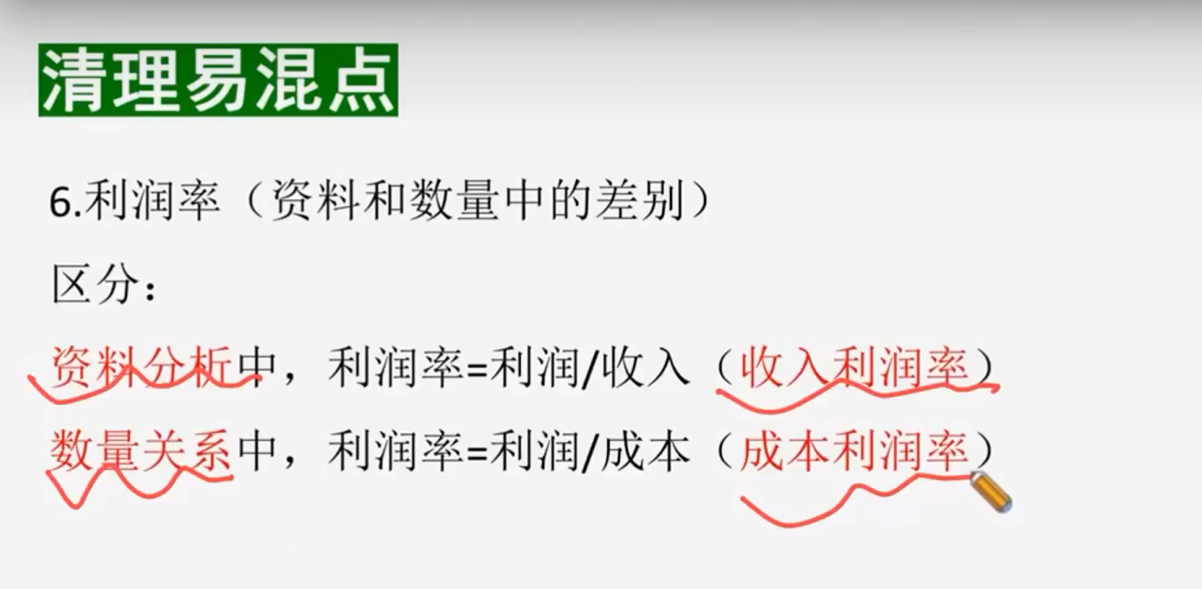 清理易混点
6.利润率（资料和数量中的差别）
区分：
资料分析中，利润率=利润/收入（收入利润率）
数量关系中，利润率=利润/成本（成本利润率）